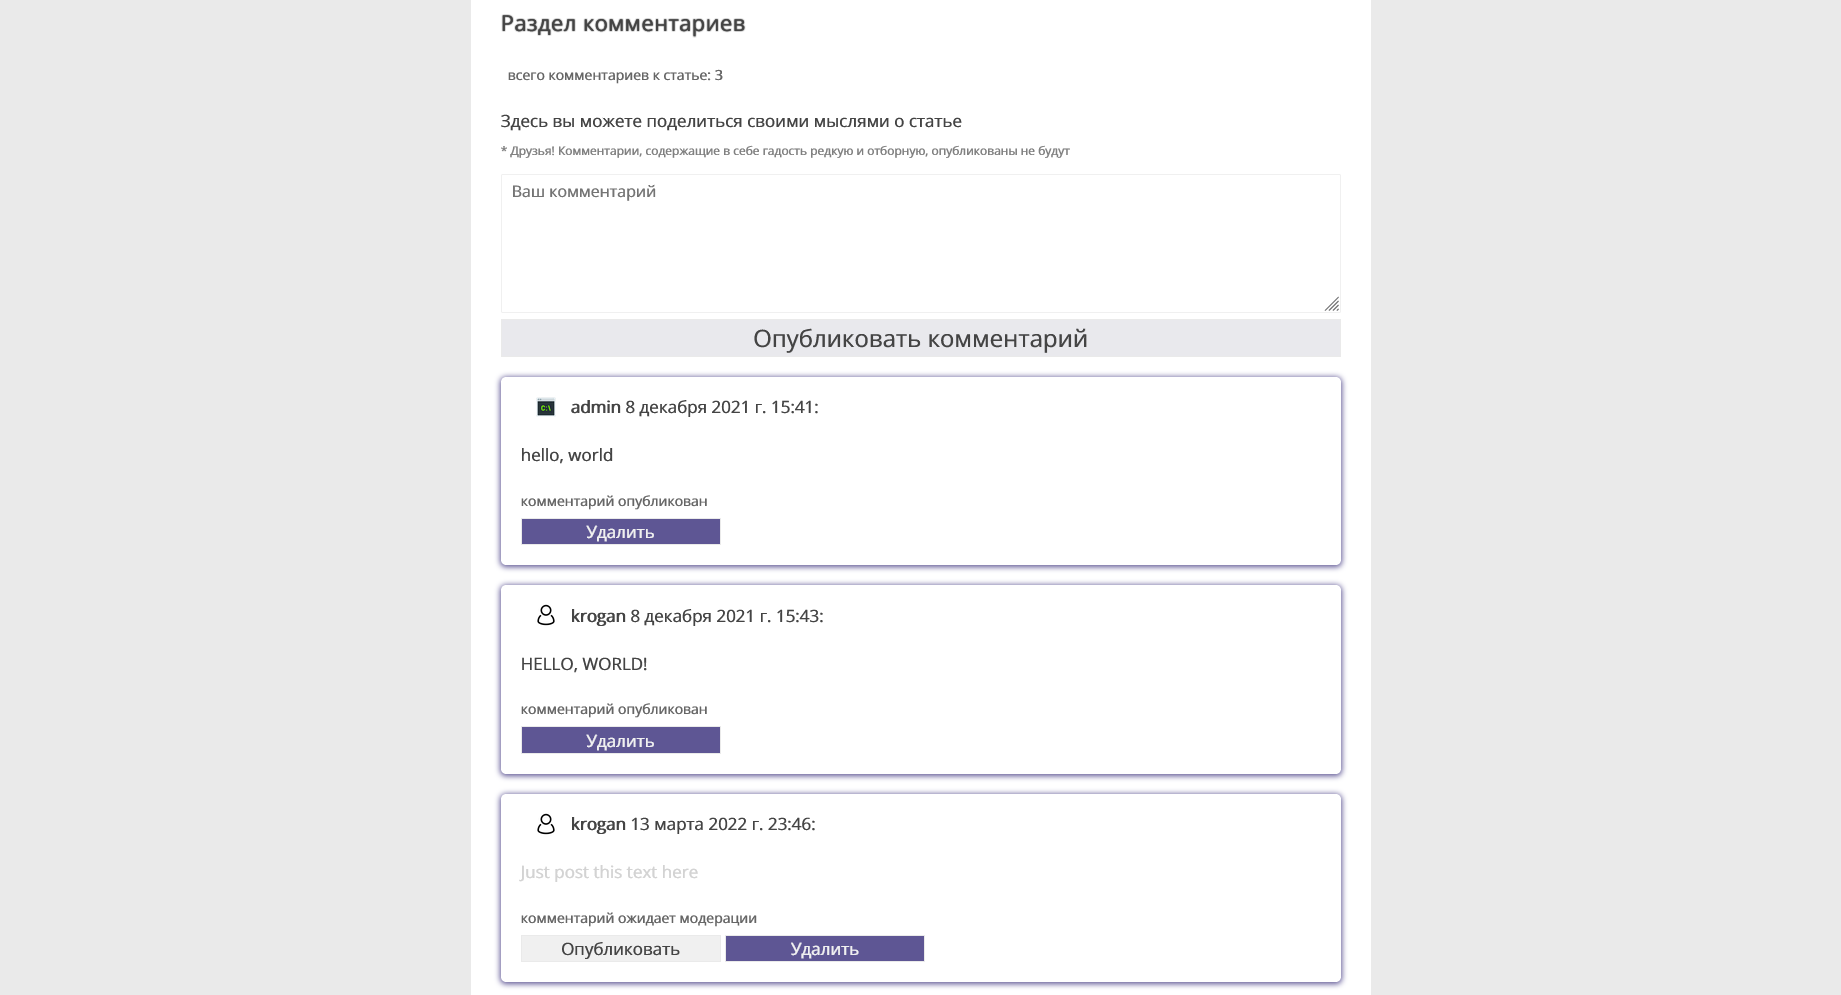 Раздел комментариев
всего комментариев к статье: 3
Здесь вы можете поделиться своими мыслями о статье
* Друзья! Комментарии, содержащие в себе гадость редкую и отборную, опубликованы не будут
Ваш комментарий
Опубликовать комментарий
C:\ admin 8 декабря 2021 г. 15:41:
hello, world
комментарий опубликован
Удалить
krogan 8 декабря 2021 г. 15:43:
HELLO, WORLD!
комментарий опубликован
Удалить
krogan 13 марта 2022 г. 23:46:
Just post this text here
комментарий ожидает модерации
Опубликовать Удалить